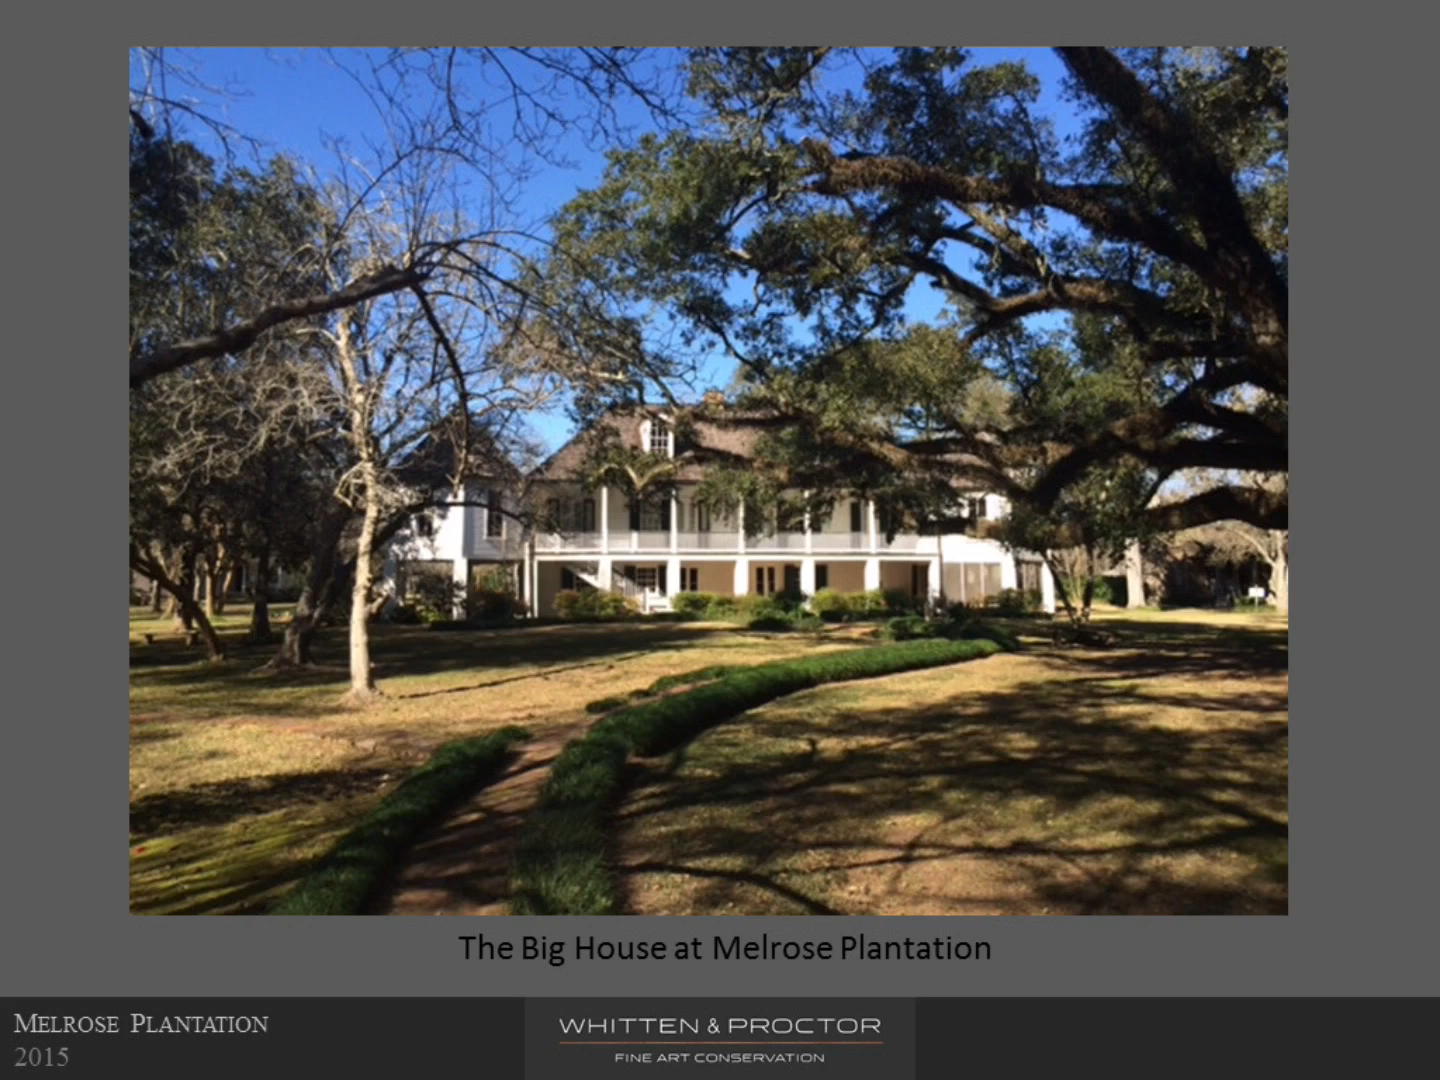 The Big House at Melrose Plantation
MELROSE PLANTATION
2015
WHITTEN & PROCTOR
FINE ART CONSERVATION